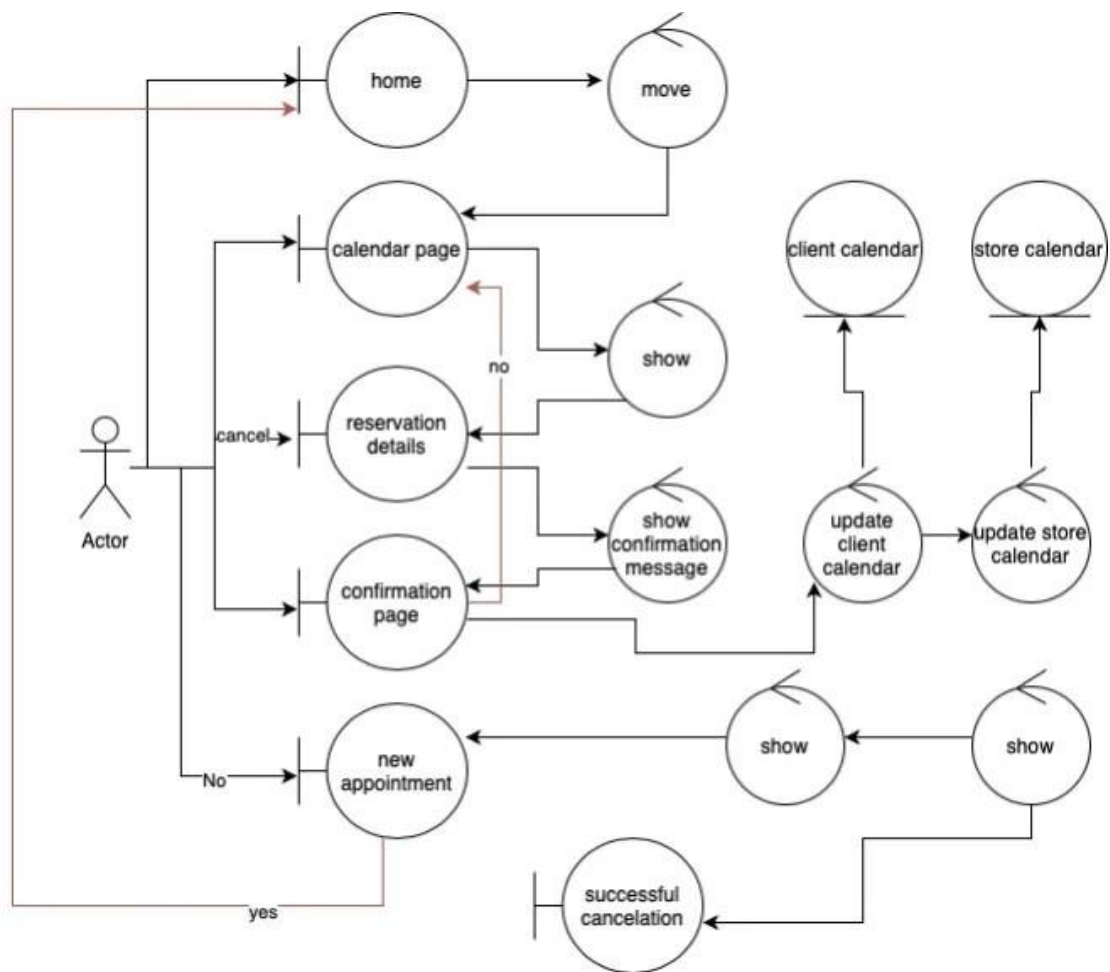 home
move
calendar page
client calendar
store calendar
show
no
reservation
details
cancel
Actor
show
confirmation
message
update
client
calendar
update store
calendar
confirmation
page
new
appointment
No
show
show
successful
cancelation
yes